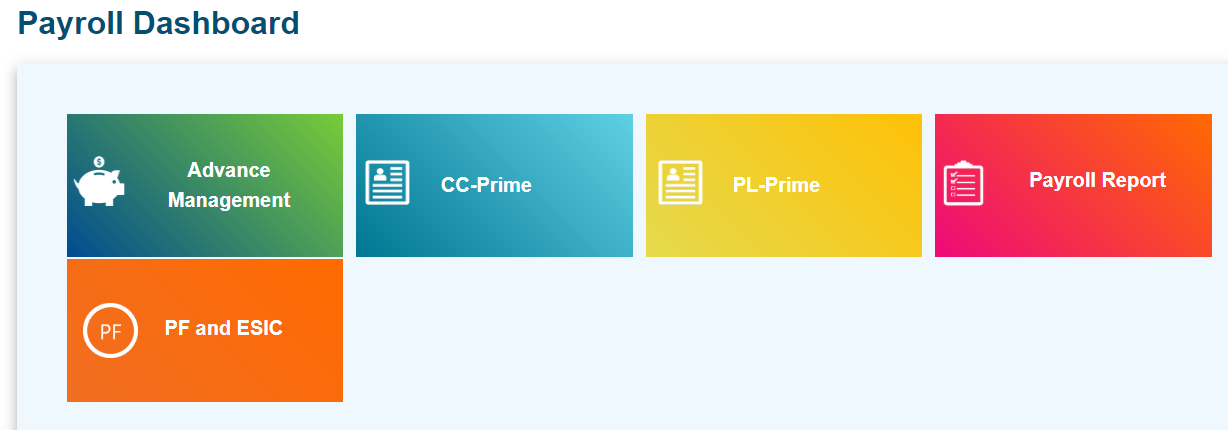 Payroll Dashboard
$
Advance
Management
CC-Prime
PL-Prime
Payroll Report
PF
PF and ESIC